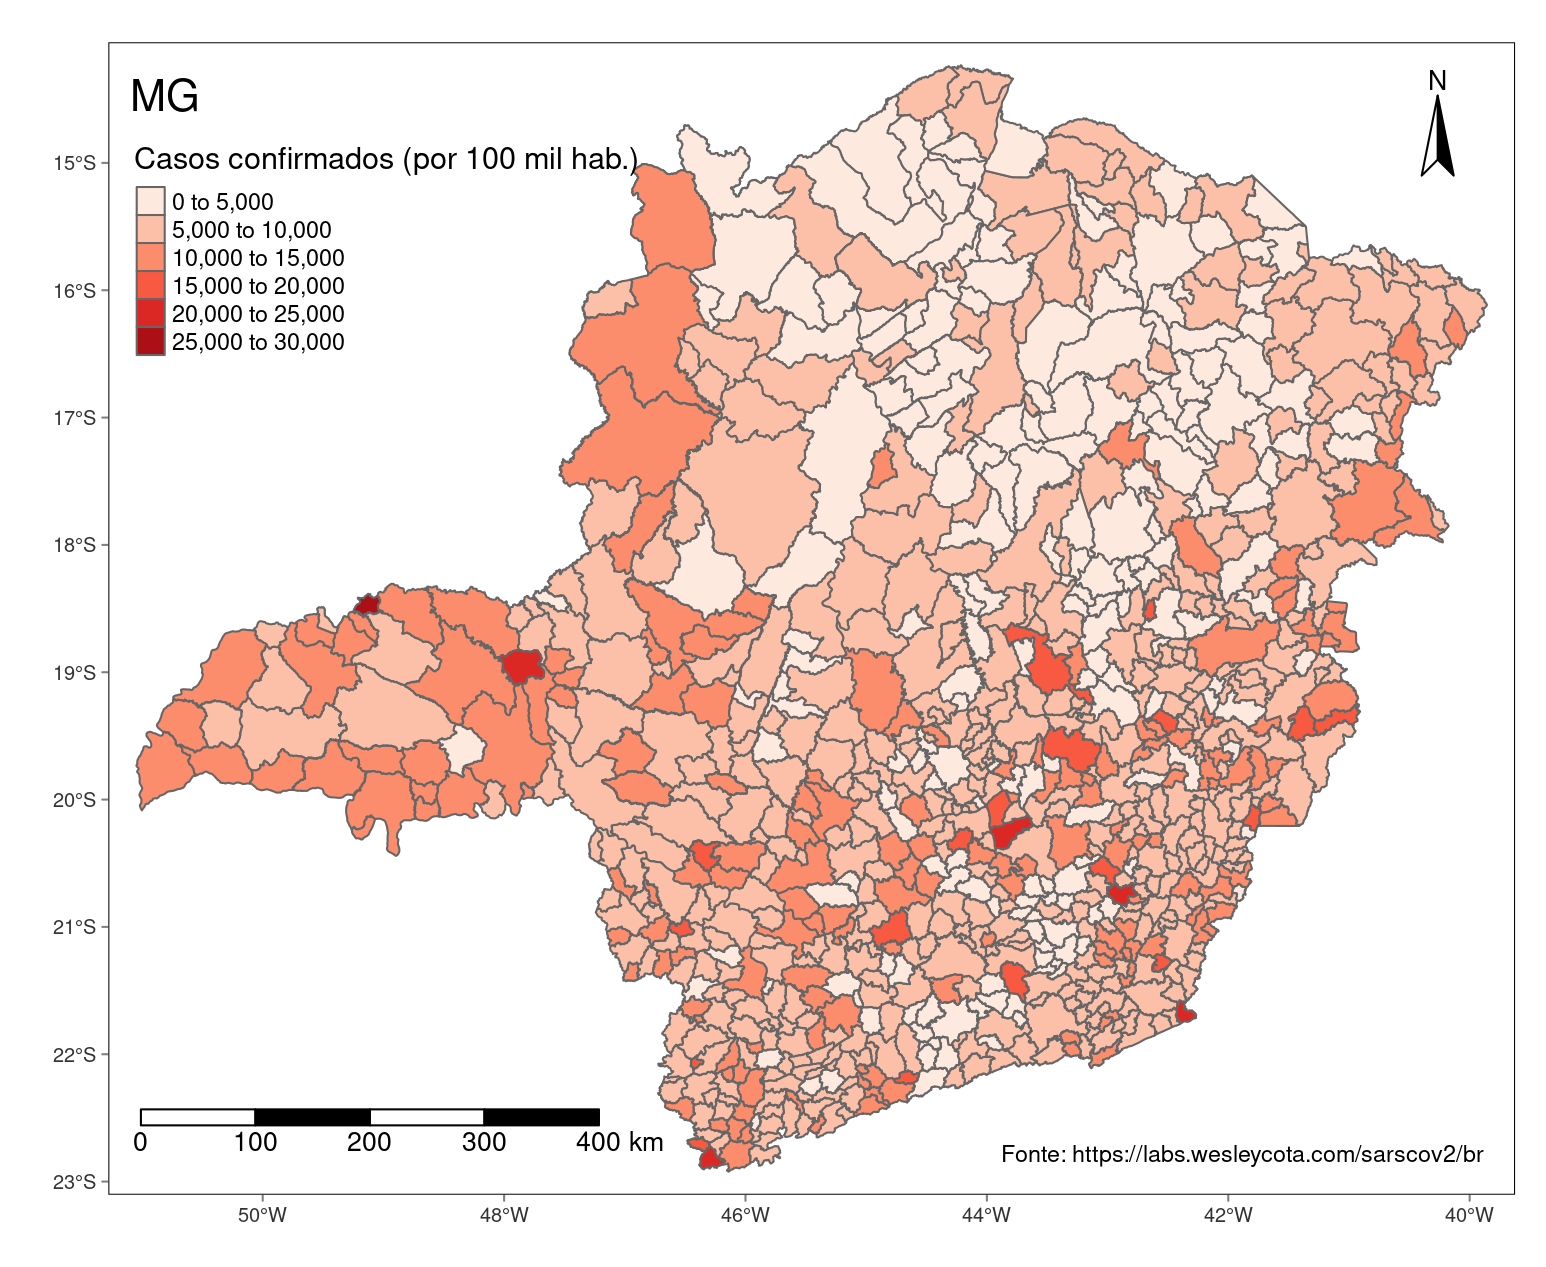 MG
N
Casos confirmados (por 100 mil hab.)
0 to 5,000
5,000 to 10,000
10,000 to 15,000
15,000 to 20,000
20,000 to 25,000
25,000 to 30,000
15°S
16°S
17°S
18°S
19°S
20°S
21°S
22°S
23°S
0 100 200 300 400 km
Fonte: https://labs.wesleycota.com/sarscov2/br
50°W 48°W 46°W 44°W 42°W 40°W